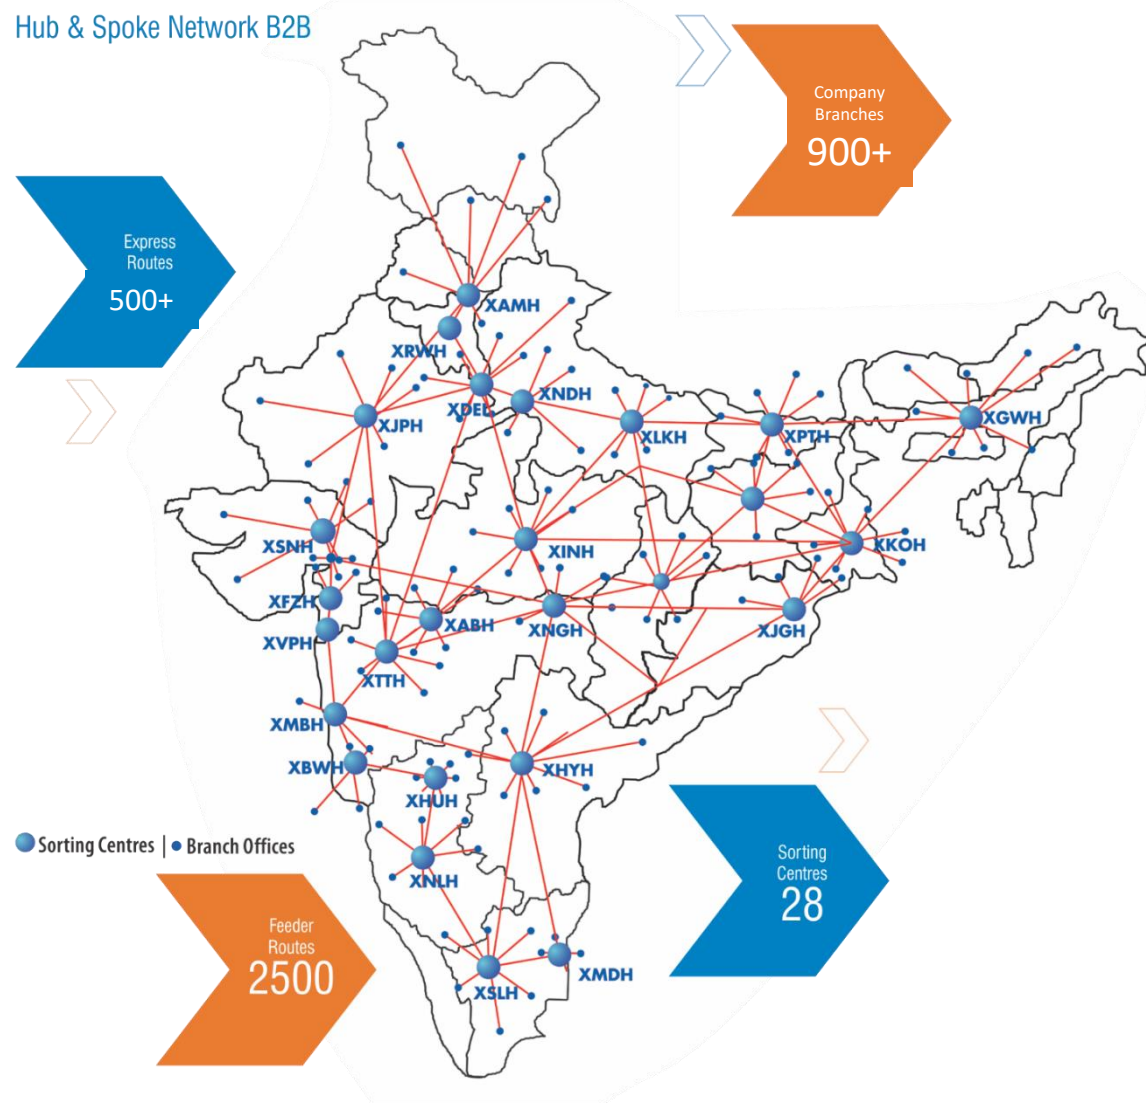 Hub & Spoke Network B2B
Company
Branches
900+
Express
Routes
500+
XAMH
XRWH
XDEL
XNDH
XJPH
XLKH
XPTH
XGWH
XSNH
XINH
XKOH
XFZH
XABH
XNGH
XJGH
XVPH
XTTH
XMBH
XBWH
XHYH
XHUH
Sorting Centres | • Branch Offices
XNLH
Sorting
Centres
28
Feeder
Routes
2500
XMDH
XSLH